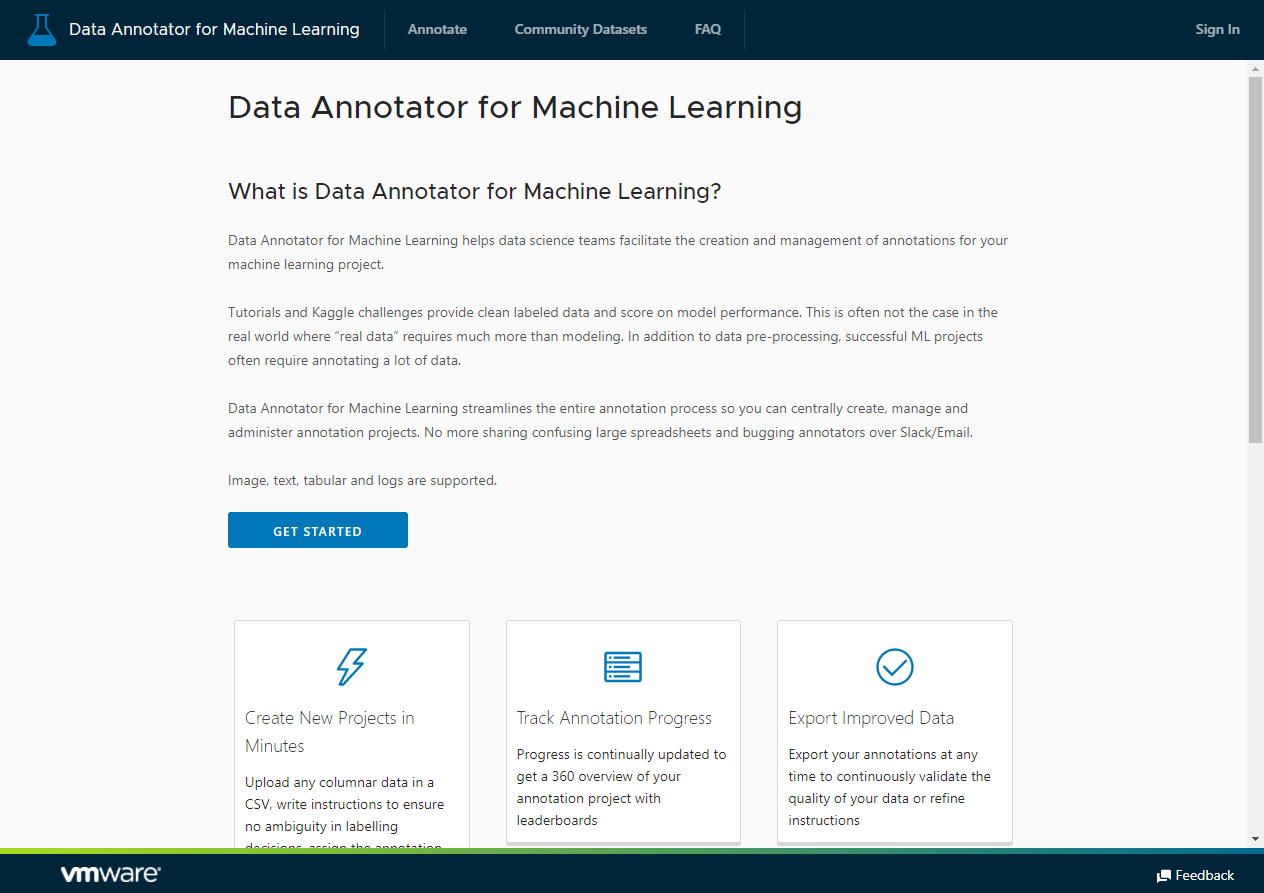 Data Annotator for Machine Learning
Annotate
Community Datasets
FAQ
Sign In
Data Annotator for Machine Learning
What is Data Annotator for Machine Learning?
Data Annotator for Machine Learning helps data science teams facilitate the creation and management of annotations for your
machine learning project.
Tutorials and Kaggle challenges provide clean labeled data and score on model performance. This is often not the case in the
real world where “real data” requires much more than modeling. In addition to data pre-processing, successful ML projects
often require annotating a lot of data.
Data Annotator for Machine Learning streamlines the entire annotation process so you can centrally create, manage and
administer annotation projects. No more sharing confusing large spreadsheets and bugging annotators over Slack/Email.
Image, text, tabular and logs are supported.
GET STARTED
Create New Projects in
Minutes
Upload any columnar data in a
CSV, write instructions to ensure
no ambiguity in labelling
decisions, assign the annotation
Track Annotation Progress
Progress is continually updated to
get a 360 overview of your
annotation project with
leaderboards
Export Improved Data
Export your annotations at any
time to continuously validate the
quality of your data or refine
instructions
vmware
Feedback